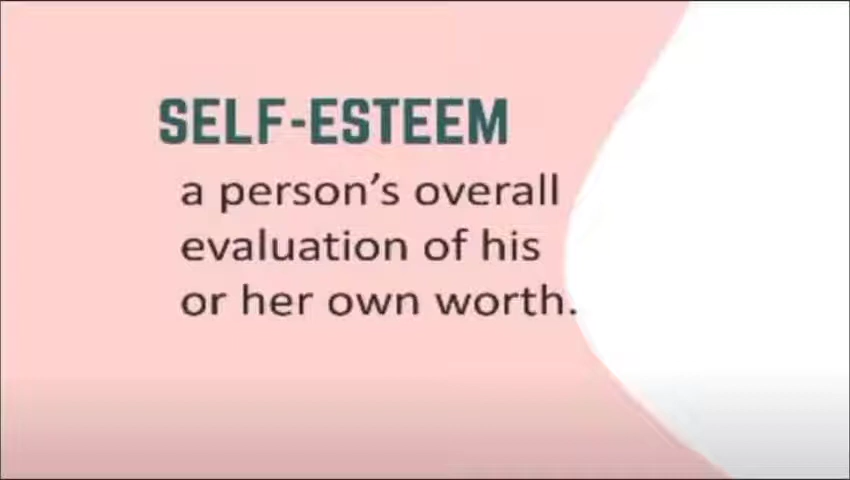 SELF-ESTEEM
a person’s overall
evaluation of his
or her own worth.